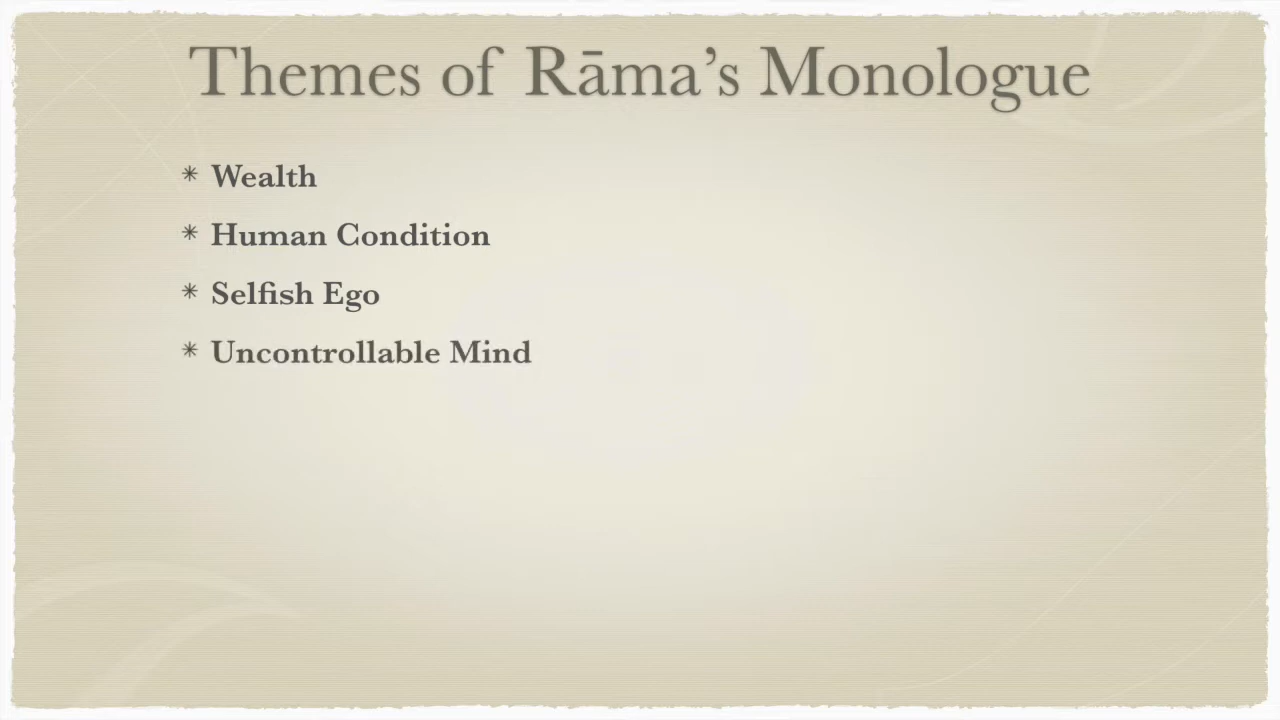 Themes of Rāma’s Monologue
Wealth
Human Condition
Selfish Ego
Uncontrollable Mind